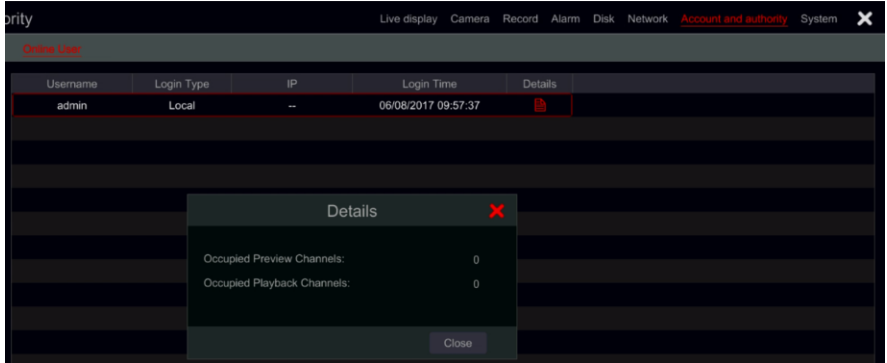 ority Live display Camera Record Alarm Disk Network Account and authority System
Online User
Username Login Type IP Login Time Details
admin Local -- 06/08/2017 09:57:37
Details
Occupied Preview Channels: 0
Occupied Playback Channels: 0
Close